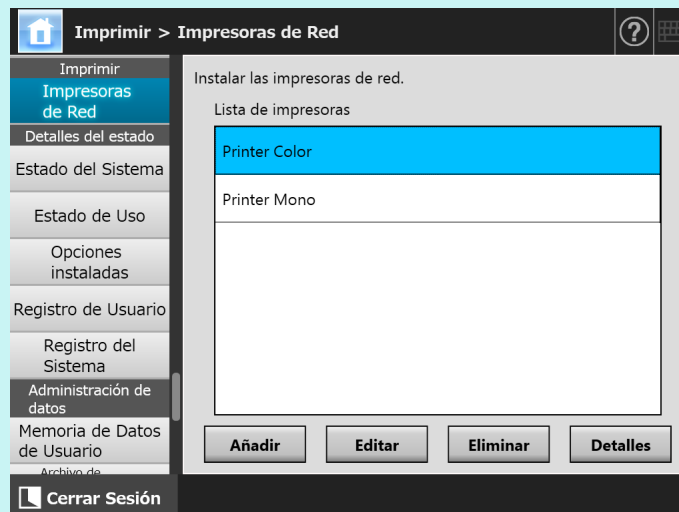 Imprimir > Impresoras de Red
?
Imprimir
Impresoras
de Red
Detalles del estado
Estado del Sistema
Estado de Uso
Opciones
instaladas
Registro de Usuario
Registro del
Sistema
Administración de
datos
Memoria de Datos
de Usuario
Archivo de
Cerrar Sesión
Instalar las impresoras de red.
Lista de impresoras
Printer Color
Printer Mono
Añadir
Editar
Eliminar
Detalles